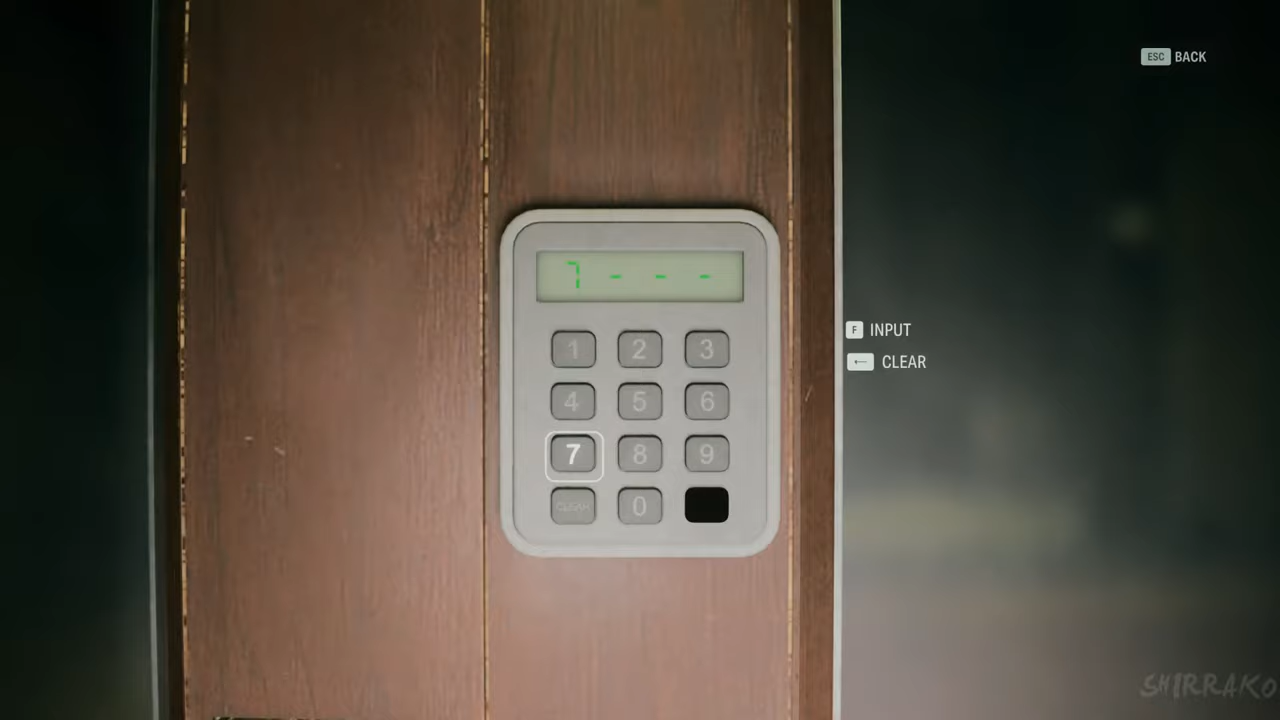 ESC BACK
7 - - -
F INPUT
← CLEAR
1 2 3
4 5 6
7 8 9
CLEAR 0
SHIRRAKO